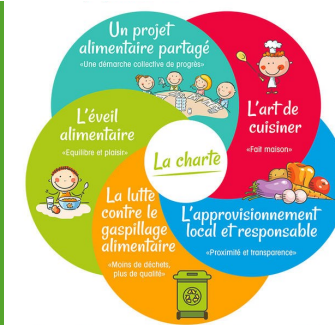 Un projet
alimentaire partagé
«Une démarche collective de progrès»
L'art de
cuisiner
«Fait maison»
L'éveil
alimentaire
«Equilibre et plaisir»
La charte
La lutte
contre le
gaspillage
alimentaire
«Moins de déchets,
plus de qualité»
L'approvisionnement
local et responsable
«Proximité et transparence»